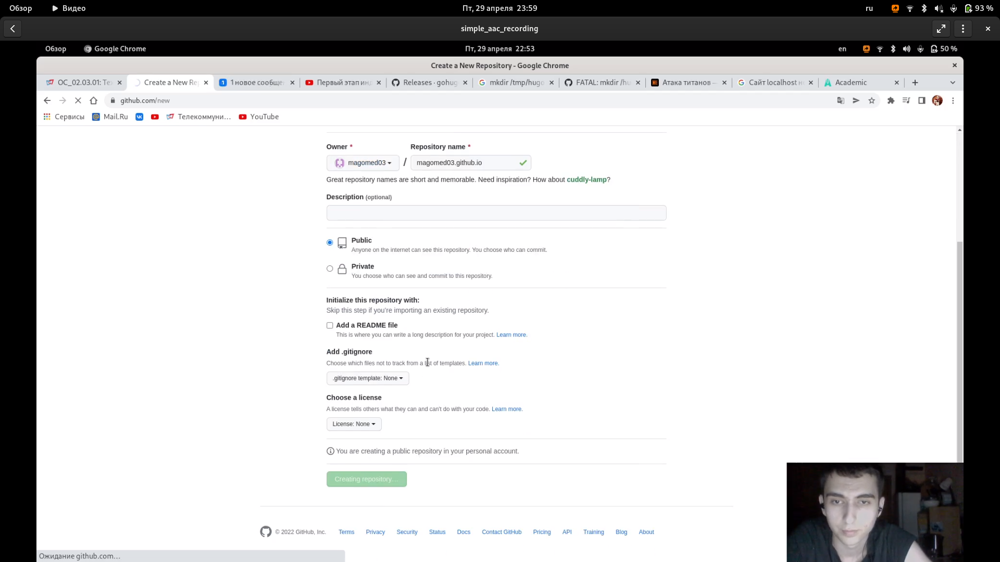 Обзор Видео Пт, 29 апреля 23:59 ru 93 %
simple_aac_recording
Обзор Google Chrome Пт, 29 апреля 22:53 en 50 %
Create a New Repository - Google Chrome
ОС_02.03.01: Те Create a New Re 1 новое сообще Первый этап инд Releases · gohug mkdir /tmp/hugo FATAL: mkdir /hu Атака титанов — Сайт localhost н Academic
github.com/new
Сервисы Mail.Ru Телекоммуни… YouTube
Owner * Repository name *
magomed03 / magomed03.github.io
Great repository names are short and memorable. Need inspiration? How about cuddly-lamp?
Description (optional)
Public
Anyone on the internet can see this repository. You choose who can commit.
Private
You choose who can see and commit to this repository.
Initialize this repository with:
Skip this step if you're importing an existing repository.
Add a README file
This is where you can write a long description for your project. Learn more.
Add .gitignore
Choose which files not to track from a list of templates. Learn more.
.gitignore template: None
Choose a license
A license tells others what they can and can't do with your code. Learn more.
License: None
You are creating a public repository in your personal account.
Creating repository…
© 2022 GitHub, Inc. Terms Privacy Security Status Docs Contact GitHub Pricing API Training Blog About
Ожидание github.com…